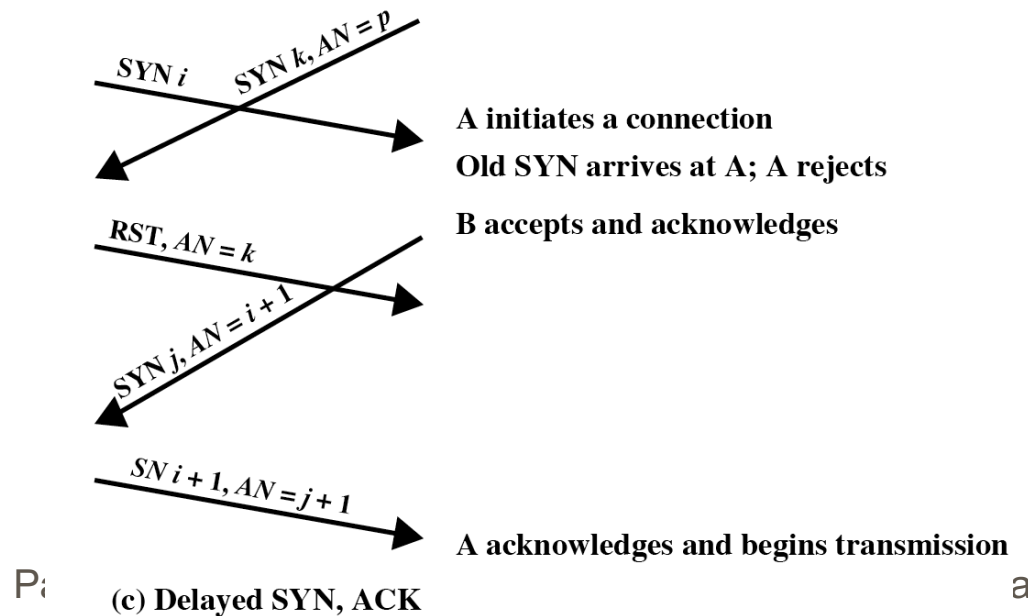 SYN i
SYN k, AN = p
A initiates a connection
Old SYN arrives at A; A rejects
B accepts and acknowledges
RST, AN = k
SYN j, AN = i + 1
SN i + 1, AN = j + 1
A acknowledges and begins transmission
(c) Delayed SYN, ACK